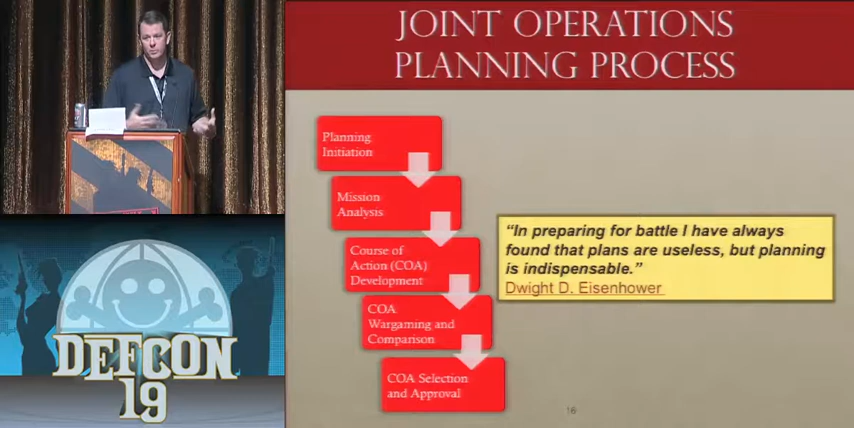 JOINT OPERATIONS
PLANNING PROCESS
Planning
Initiation
Mission
Analysis
Course of
Action (COA)
Development
COA
Wargaming and
Comparison
COA Selection
and Approval
“In preparing for battle I have always
found that plans are useless, but planning
is indispensable.”
Dwight D. Eisenhower
16
DEFCON
19